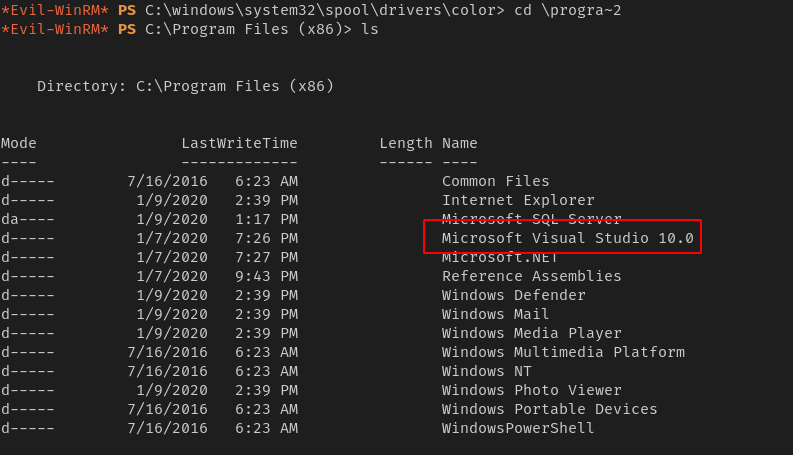 *Evil-WinRM* PS C:\windows\system32\spool\drivers\color> cd \progra~2
*Evil-WinRM* PS C:\Program Files (x86)> ls
Directory: C:\Program Files (x86)
Mode LastWriteTime Length Name
---- ------------- ------ ----
d----- 7/16/2016 6:23 AM Common Files
d----- 1/9/2020 2:39 PM Internet Explorer
da---- 1/9/2020 1:17 PM Microsoft SQL Server
d----- 1/7/2020 7:26 PM Microsoft Visual Studio 10.0
d----- 1/7/2020 7:27 PM Microsoft.NET
d----- 1/7/2020 9:43 PM Reference Assemblies
d----- 1/9/2020 2:39 PM Windows Defender
d----- 1/9/2020 2:39 PM Windows Mail
d----- 1/9/2020 2:39 PM Windows Media Player
d----- 7/16/2016 6:23 AM Windows Multimedia Platform
d----- 7/16/2016 6:23 AM Windows NT
d----- 1/9/2020 2:39 PM Windows Photo Viewer
d----- 7/16/2016 6:23 AM Windows Portable Devices
d----- 7/16/2016 6:23 AM WindowsPowerShell